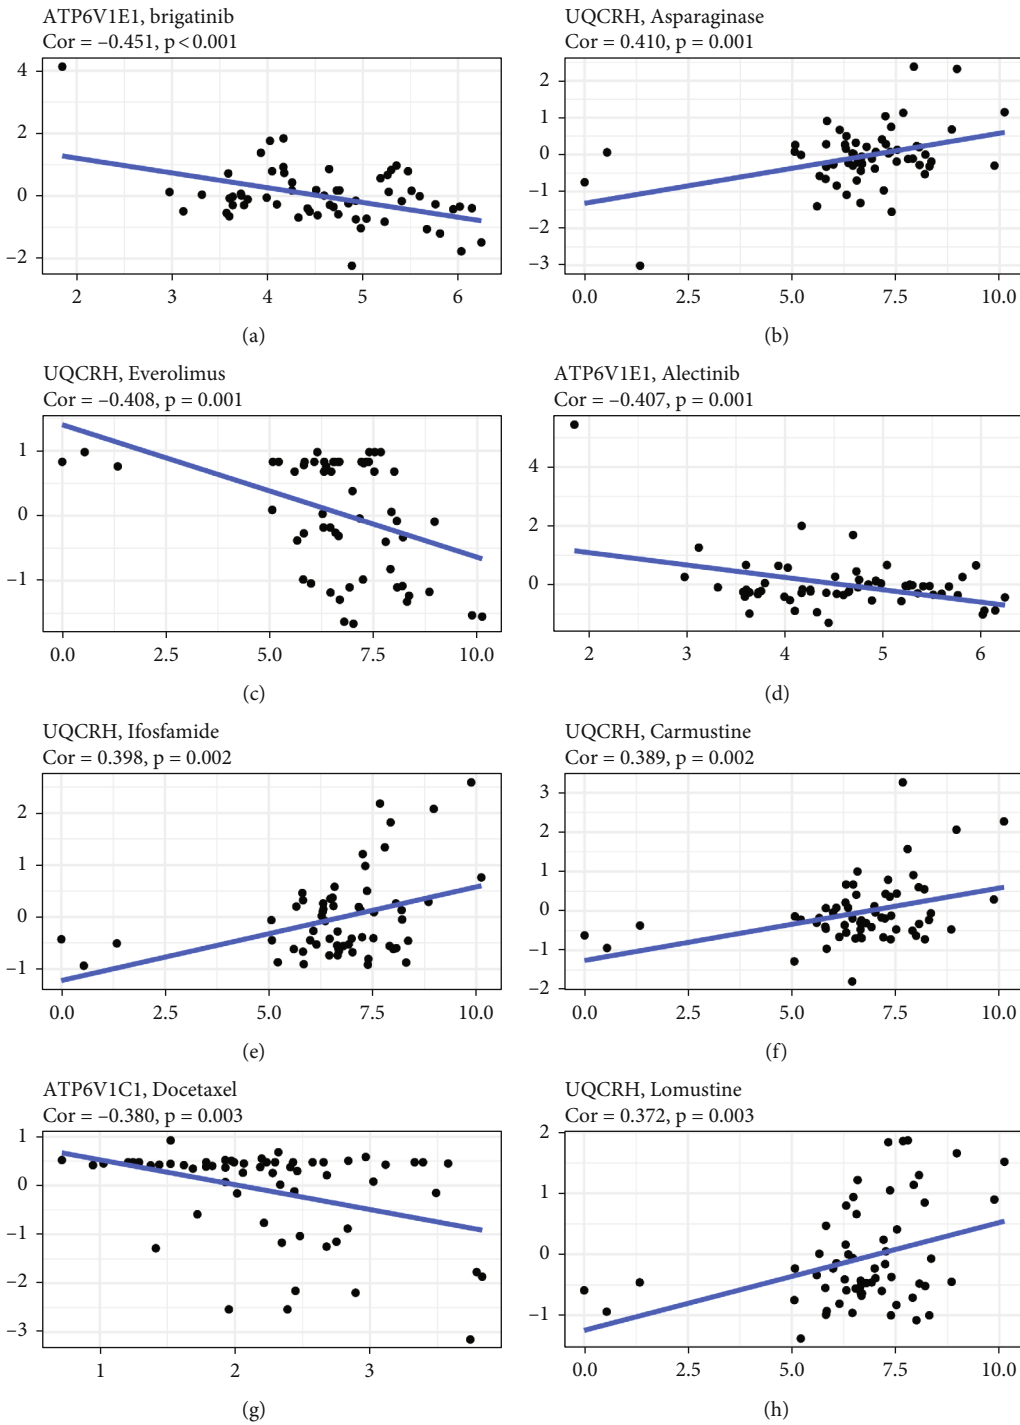 ATP6V1E1, brigatinib
Cor = –0.451, p < 0.001
4
2
0
–2
2 3 4 5 6
(a)
UQCRH, Asparaginase
Cor = 0.410, p = 0.001
2
1
0
–1
–2
–3
0.0 2.5 5.0 7.5 10.0
(b)
UQCRH, Everolimus
Cor = –0.408, p = 0.001
1
0
–1
0.0 2.5 5.0 7.5 10.0
(c)
ATP6V1E1, Alectinib
Cor = –0.407, p = 0.001
4
2
0
2 3 4 5 6
(d)
UQCRH, Ifosfamide
Cor = 0.398, p = 0.002
2
1
0
–1
0.0 2.5 5.0 7.5 10.0
(e)
UQCRH, Carmustine
Cor = 0.389, p = 0.002
3
2
1
0
–1
–2
0.0 2.5 5.0 7.5 10.0
(f)
ATP6V1C1, Docetaxel
Cor = –0.380, p = 0.003
1
0
–1
–2
–3
1 2 3
(g)
UQCRH, Lomustine
Cor = 0.372, p = 0.003
2
1
0
–1
0.0 2.5 5.0 7.5 10.0
(h)